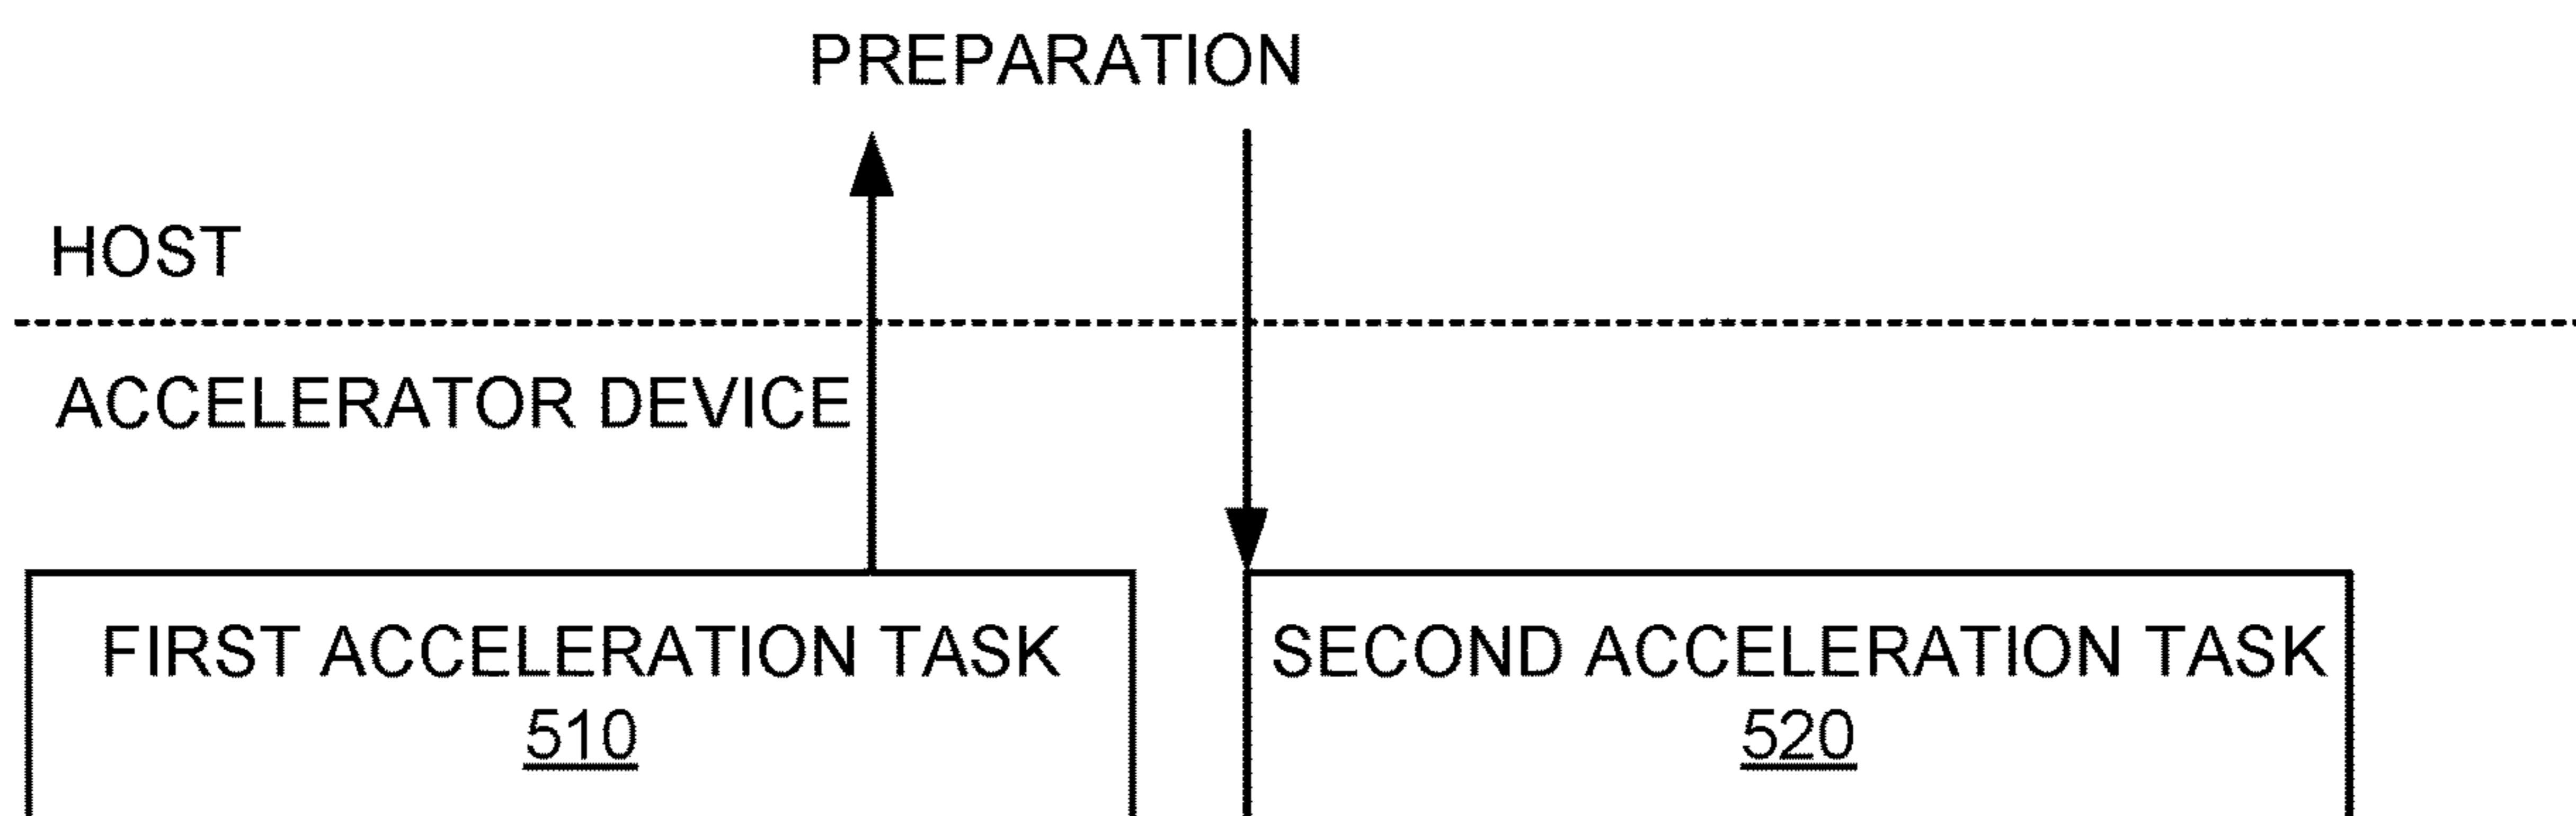 PREPARATION
HOST
ACCELERATOR DEVICE
FIRST ACCELERATION TASK
510
SECOND ACCELERATION TASK
520